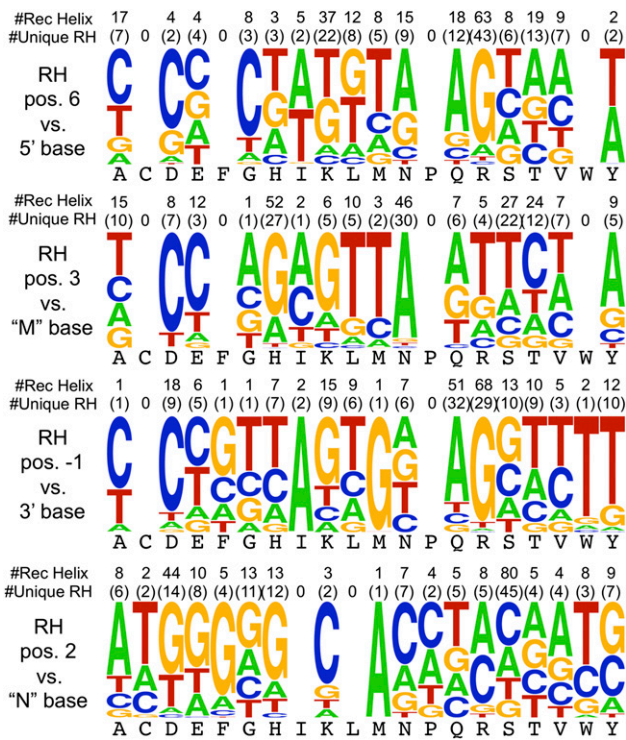 #Rec Helix 17 4 4 8 3 5 37 12 8 15 18 63 8 19 9 2
#Unique RH (7) 0 (2) (4) 0 (3) (3) (2) (22) (8) (5) (9) 0 (12) (43) (6) (13) (7) 0 (2)
RH
pos. 6
vs.
5' base
A C D E F G H I K L M N P Q R S T V W Y
#Rec Helix 15 8 12 1 52 2 6 10 3 46 7 5 27 24 7 9
#Unique RH (10) 0 (7) (3) 0 (1) (27) (1) (5) (5) (2) (30) 0 (6) (4) (22) (12) (7) 0 (5)
RH
pos. 3
vs.
"M" base
A C D E F G H I K L M N P Q R S T V W Y
#Rec Helix 1 18 6 1 1 7 2 15 9 1 7 51 68 13 10 5 2 12
#Unique RH (1) 0 (9) (5) (1) (1) (7) (2) (9) (6) (1) (6) 0 (32) (29) (10) (9) (3) (1) (10)
RH
pos. -1
vs.
3' base
A C D E F G H I K L M N P Q R S T V W Y
#Rec Helix 8 2 44 10 5 13 13 3 1 7 4 5 8 80 5 4 8 9
#Unique RH (6) (2) (14) (8) (4) (11) (12) 0 (2) 0 (1) (7) (2) (5) (5) (45) (4) (4) (3) (7)
RH
pos. 2
vs.
"N" base
A C D E F G H I K L M N P Q R S T V W Y